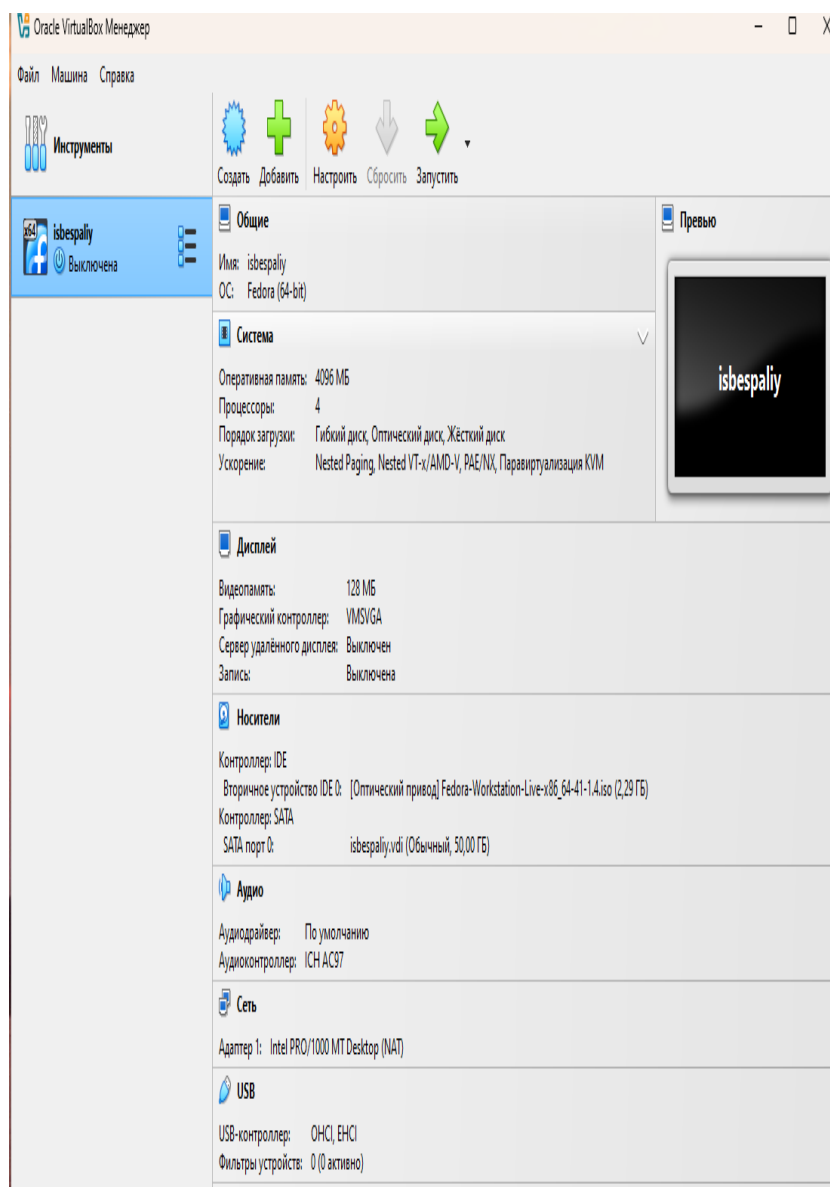 Oracle VirtualBox Менеджер
Файл Машина Справка
Инструменты
Создать Добавить Настроить Сбросить Запустить
x64
isbespaliy
Выключена
Общие
Имя: isbespaliy
ОС: Fedora (64-bit)
Превью
isbespaliy
Система
Оперативная память: 4096 МБ
Процессоры: 4
Порядок загрузки: Гибкий диск, Оптический диск, Жёсткий диск
Ускорение: Nested Paging, Nested VT-x/AMD-V, PAE/NX, Паравиртуализация KVM
Дисплей
Видеопамять: 128 МБ
Графический контроллер: VMSVGA
Сервер удалённого дисплея: Выключен
Запись: Выключена
Носители
Контроллер: IDE
Вторичное устройство IDE 0: [Оптический привод] Fedora-Workstation-Live-x86_64-41-1.4.iso (2,29 ГБ)
Контроллер: SATA
SATA порт 0: isbespaliy.vdi (Обычный, 50,00 ГБ)
Аудио
Аудиодрайвер: По умолчанию
Аудиоконтроллер: ICH AC97
Сеть
Адаптер 1: Intel PRO/1000 MT Desktop (NAT)
USB
USB-контроллер: OHCI, EHCI
Фильтры устройств: 0 (0 активно)